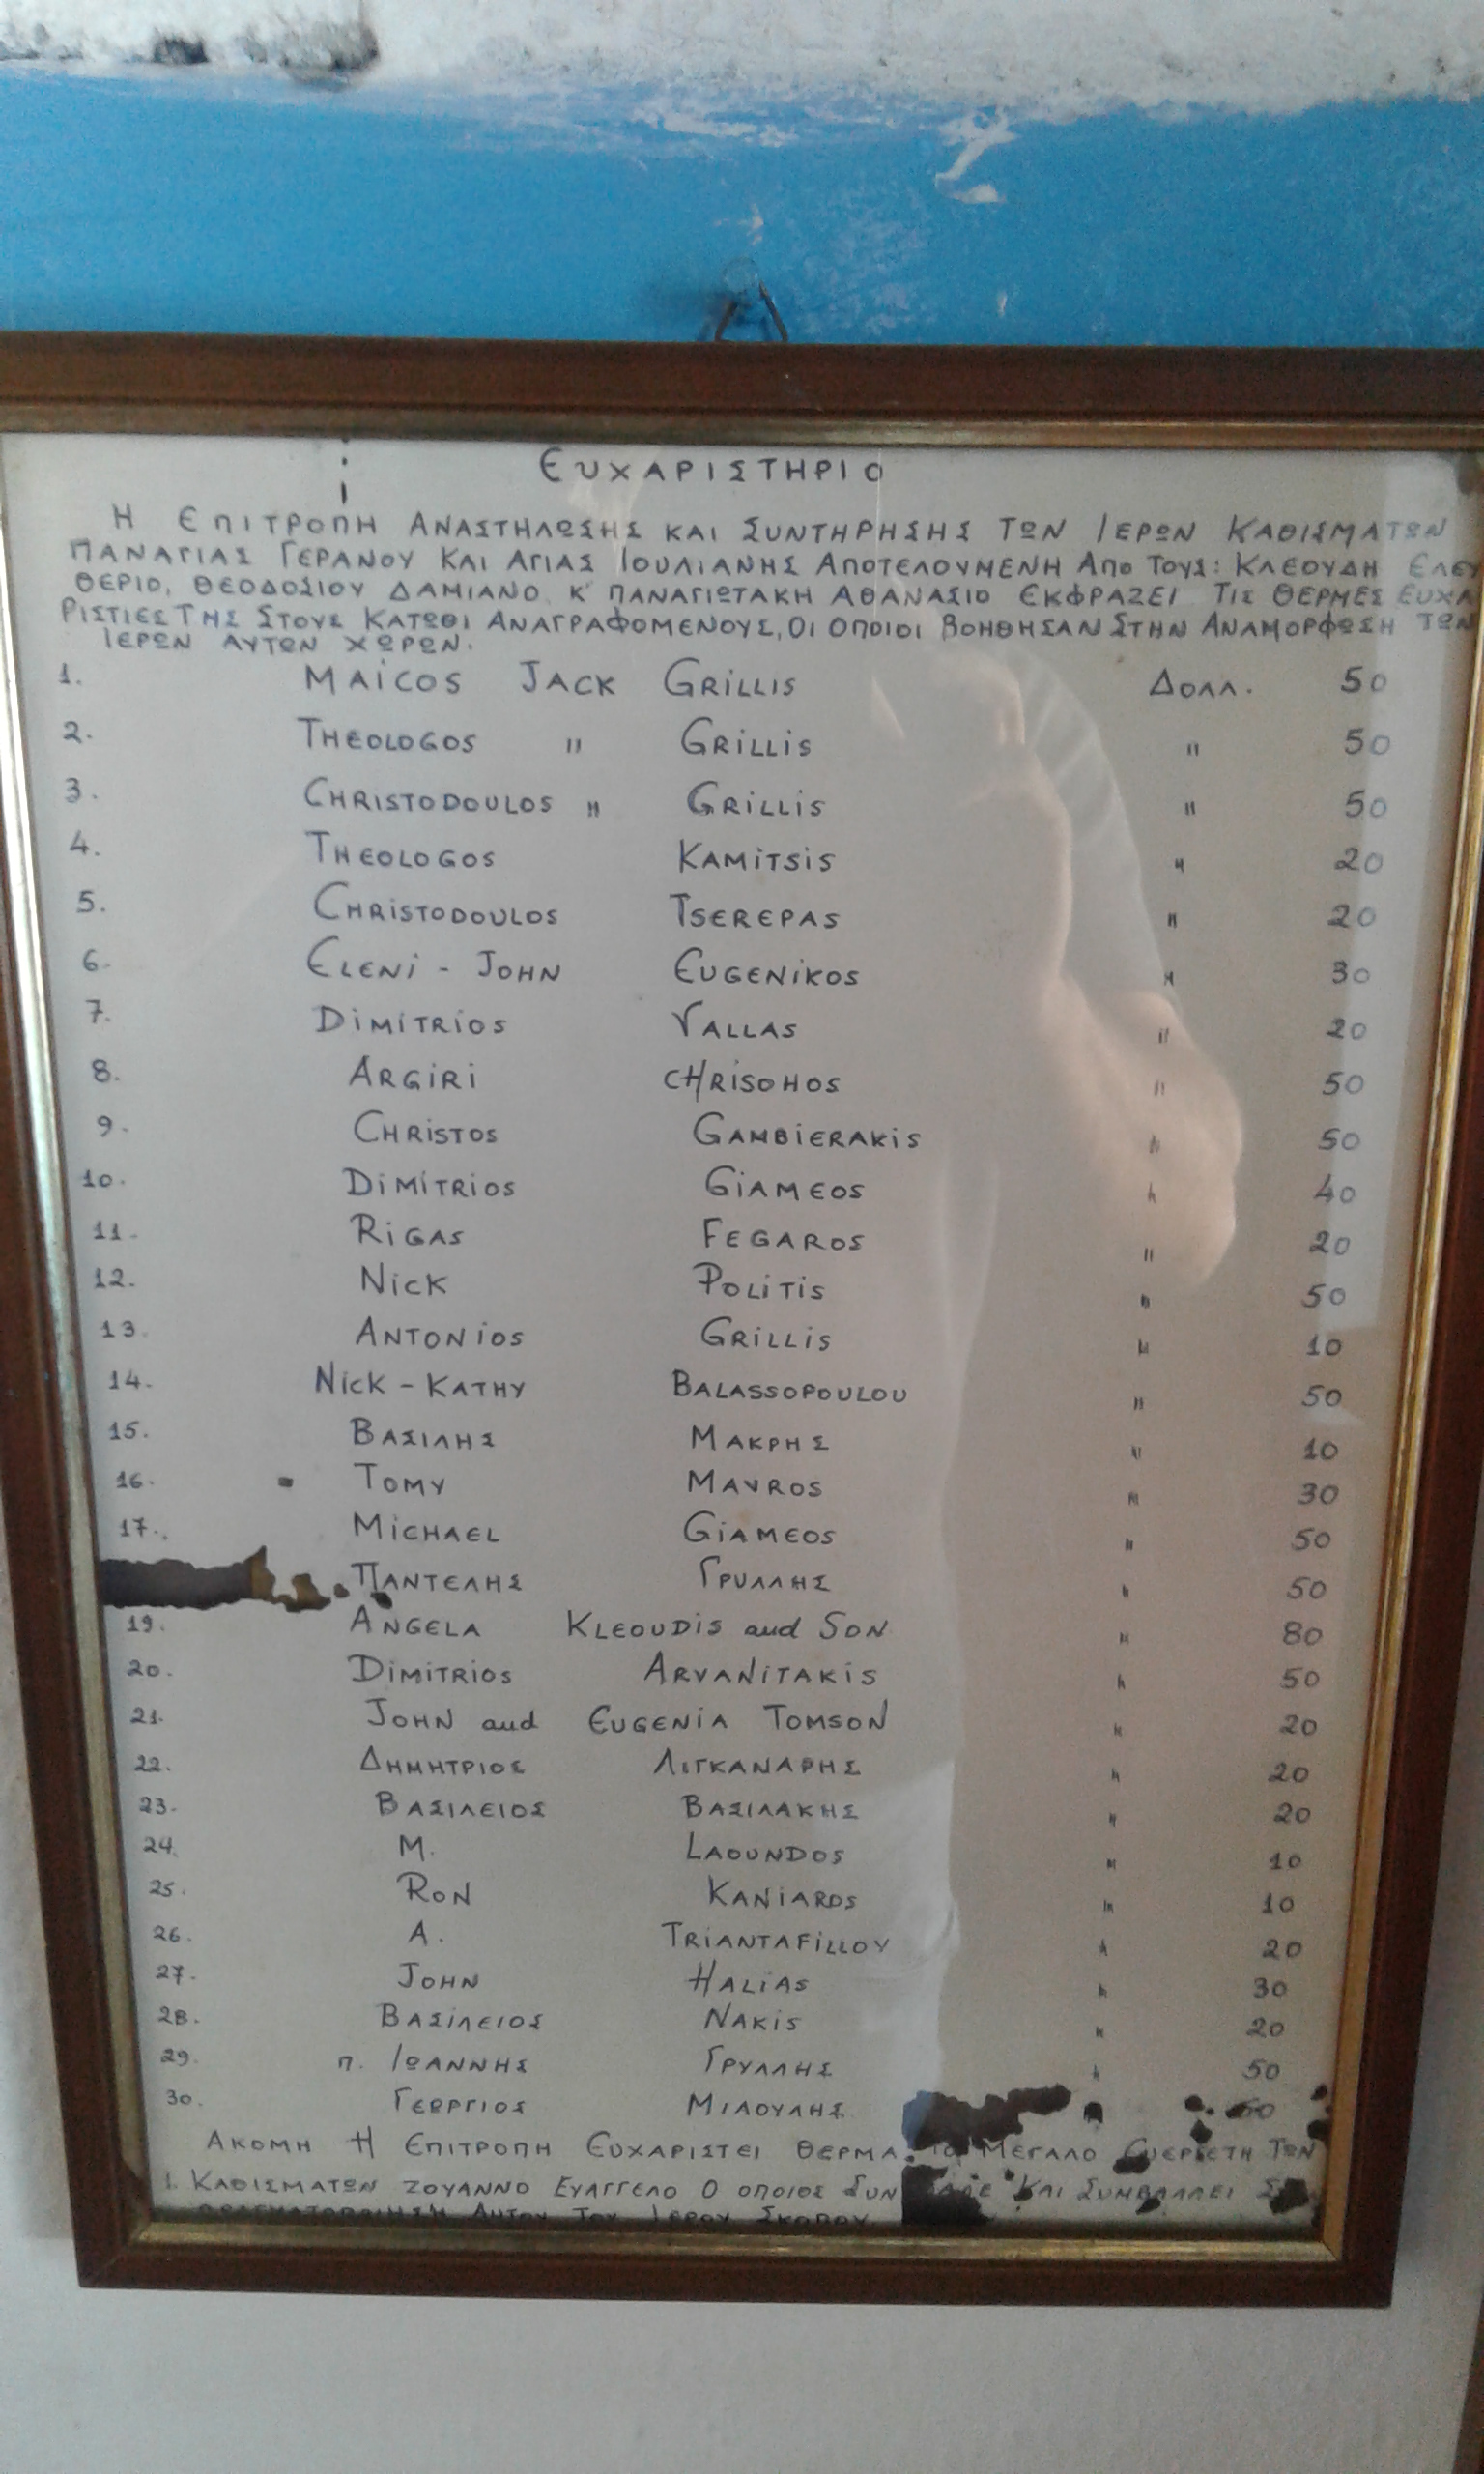 ΕΥΧΑΡΙΣΤΗΡΙΟ
Η ΕΠΙΤΡΟΠΗ ΑΝΑΣΤΗΛΩΣΗΣ ΚΑΙ ΣΥΝΤΗΡΗΣΗΣ ΤΩΝ ΙΕΡΩΝ ΚΑΘΙΣΜΑΤΩΝ
ΠΑΝΑΓΙΑΣ ΓΕΡΑΝΟΥ ΚΑΙ ΑΓΙΑΣ ΙΟΥΛΙΑΝΗΣ ΑΠΟΤΕΛΟΥΜΕΝΗ ΑΠΟ ΤΟΥΣ: ΚΛΕΟΥΔΗ ΕΛΕΥ
ΘΕΡΙΟ, ΘΕΟΔΟΣΙΟΥ ΔΑΜΙΑΝΟ Κ' ΠΑΝΑΓΙΩΤΑΚΗ ΑΘΑΝΑΣΙΟ ΕΚΦΡΑΖΕΙ ΤΙΣ ΘΕΡΜΕΣ ΕΥΧΑ
ΡΙΣΤΙΕΣ ΤΗΣ ΣΤΟΥΣ ΚΑΤΩΘΙ ΑΝΑΓΡΑΦΟΜΕΝΟΥΣ, ΟΙ ΟΠΟΙΟΙ ΒΟΗΘΗΣΑΝ ΣΤΗΝ ΑΝΑΜΟΡΦΩΣΗ ΤΩΝ
ΙΕΡΩΝ ΑΥΤΩΝ ΧΩΡΩΝ.
1. MAICOS JACK GRILLIS ΔΟΛΛ. 50
2. THEOLOGOS " GRILLIS " 50
3. CHRISTODOULOS " GRILLIS " 50
4. THEOLOGOS KAMITSIS " 20
5. CHRISTODOULOS TSEREPAS " 20
6. ELENI - JOHN EUGENIKOS " 30
7. DIMITRIOS VALLAS " 20
8. ARGIRI CHRISOHOS " 50
9. CHRISTOS GAMBIERAKIS " 50
10. DIMITRIOS GIAMEOS " 40
11. RIGAS FEGAROS " 20
12. NICK POLITIS " 50
13. ANTONIOS GRILLIS " 10
14. NICK - KATHY BALASSOPOULOU " 50
15. ΒΑΣΙΛΗΣ ΜΑΚΡΗΣ " 10
16. TOMY MAVROS " 30
17. MICHAEL GIAMEOS " 50
ΠΑΝΤΕΛΗΣ ΓΡΥΛΛΗΣ " 50
19. ANGELA KLEOUDIS and SON " 80
20. DIMITRIOS ARVANITAKIS " 50
21. JOHN and EUGENIA TOMSON " 20
22. ΔΗΜΗΤΡΙΟΣ ΛΙΓΚΑΝΑΡΗΣ " 20
23. ΒΑΣΙΛΕΙΟΣ ΒΑΣΙΛΑΚΗΣ " 20
24. M. LAOUNDOS " 10
25. RON KANIAROS " 10
26. A. TRIANTAFILLOY " 20
27. JOHN HALIAS " 30
28. ΒΑΣΙΛΕΙΟΣ NAKIS " 20
29. Π. ΙΩΑΝΝΗΣ ΓΡΥΛΛΗΣ " 50
30. ΓΕΩΡΓΙΟΣ ΜΙΛΟΥΛΗΣ
ΑΚΟΜΗ Η ΕΠΙΤΡΟΠΗ ΕΥΧΑΡΙΣΤΕΙ ΘΕΡΜΑ ΤΟ ΜΕΓΑΛΟ ΕΥΕΡΓΕΤΗ ΤΩΝ
Ι. ΚΑΘΙΣΜΑΤΩΝ ΖΟΥΑΝΝΟ ΕΥΑΓΓΕΛΟ Ο ΟΠΟΙΟΣ ΚΑΙ ΣΥΜΒΑΛΛΕΙ
ΠΡΑΓΜΑΤΟΠΟΙΗΣΗ ΑΥΤΟΥ ΤΟΥ ΙΕΡΟΥ ΣΚΟΠΟΥ.